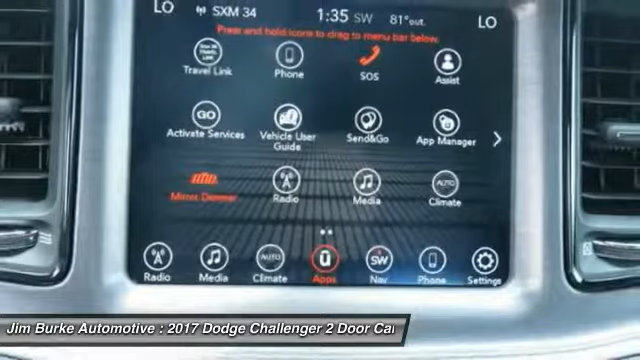 LO SXM 34 1:35 SW 81° out. LO
Press and hold icons to drag to menu bar below.
Travel Link Phone SOS Assist
GO
Activate Services Vehicle User Guide Send&Go App Manager
AUTO
Mirror Dimmer Radio Media Climate
AUTO ū SW
Radio Media Climate Apps Nav Phone Settings
Jim Burke Automotive : 2017 Dodge Challenger 2 Door Ca